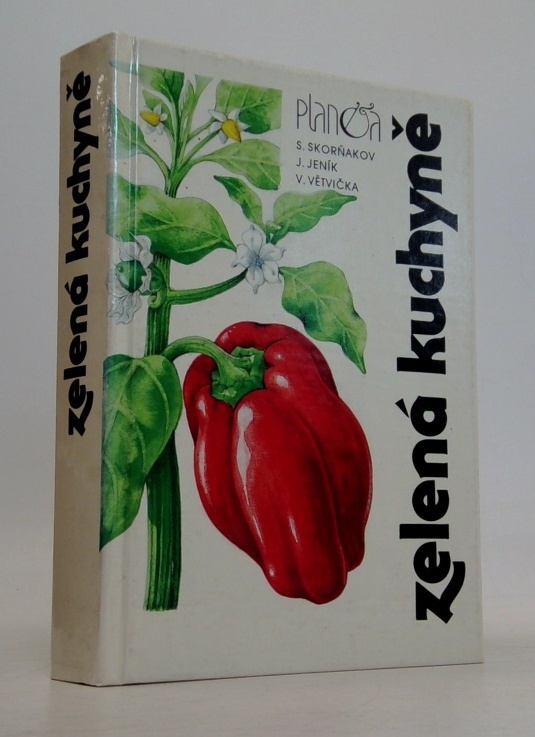 zelená kuchyně
Planeta
S. SKORŇAKOV
J. JENÍK
V. VĚTVIČKA
zelená kuchyně